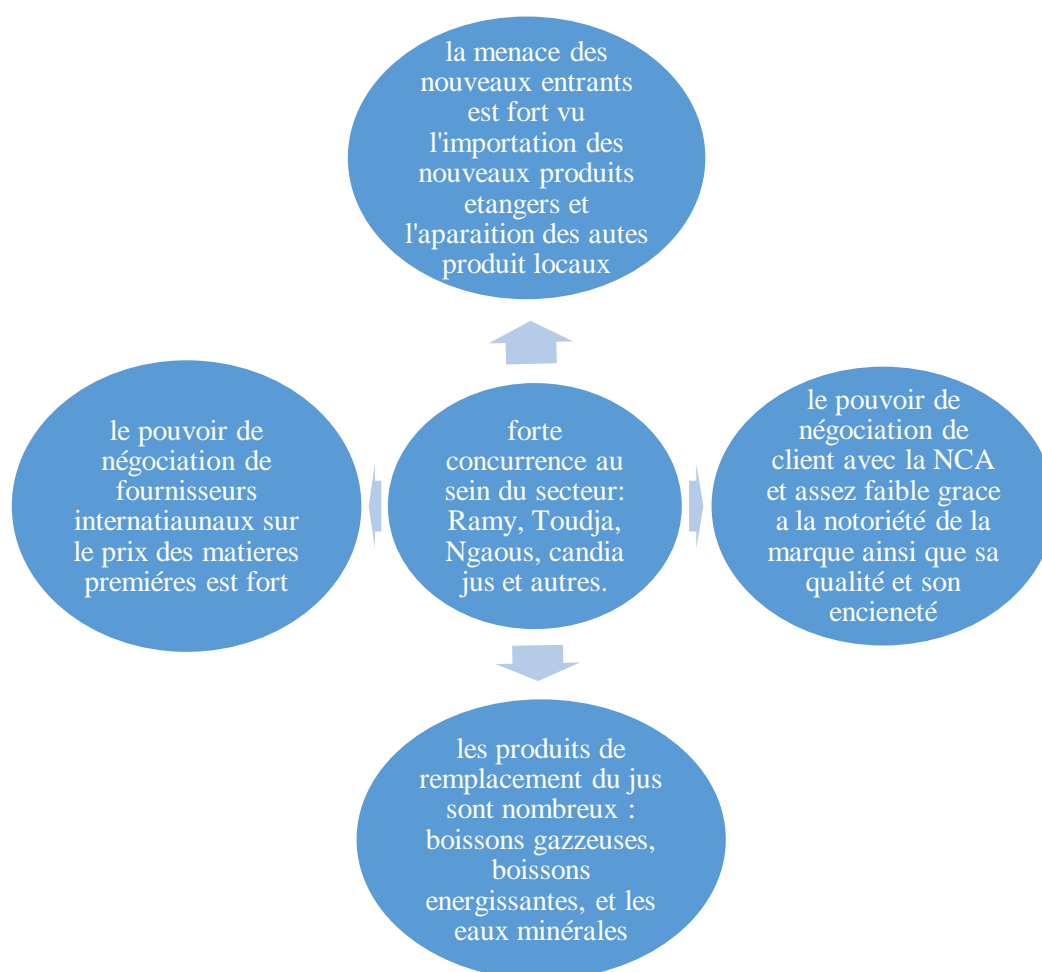 la menace des
nouveaux entrants
est fort vu
l'importation des
nouveaux produits
etangers et
l'aparaition des autes
produit locaux
le pouvoir de
négociation de
fournisseurs
internatiaunaux sur
le prix des matieres
premiéres est fort
forte
concurrence au
sein du secteur:
Ramy, Toudja,
Ngaous, candia
jus et autres.
le pouvoir de
négociation de
client avec la NCA
et assez faible grace
a la notoriété de la
marque ainsi que sa
qualité et son
encieneté
les produits de
remplacement du jus
sont nombreux :
boissons gazzeuses,
boissons
energissantes, et les
eaux minérales